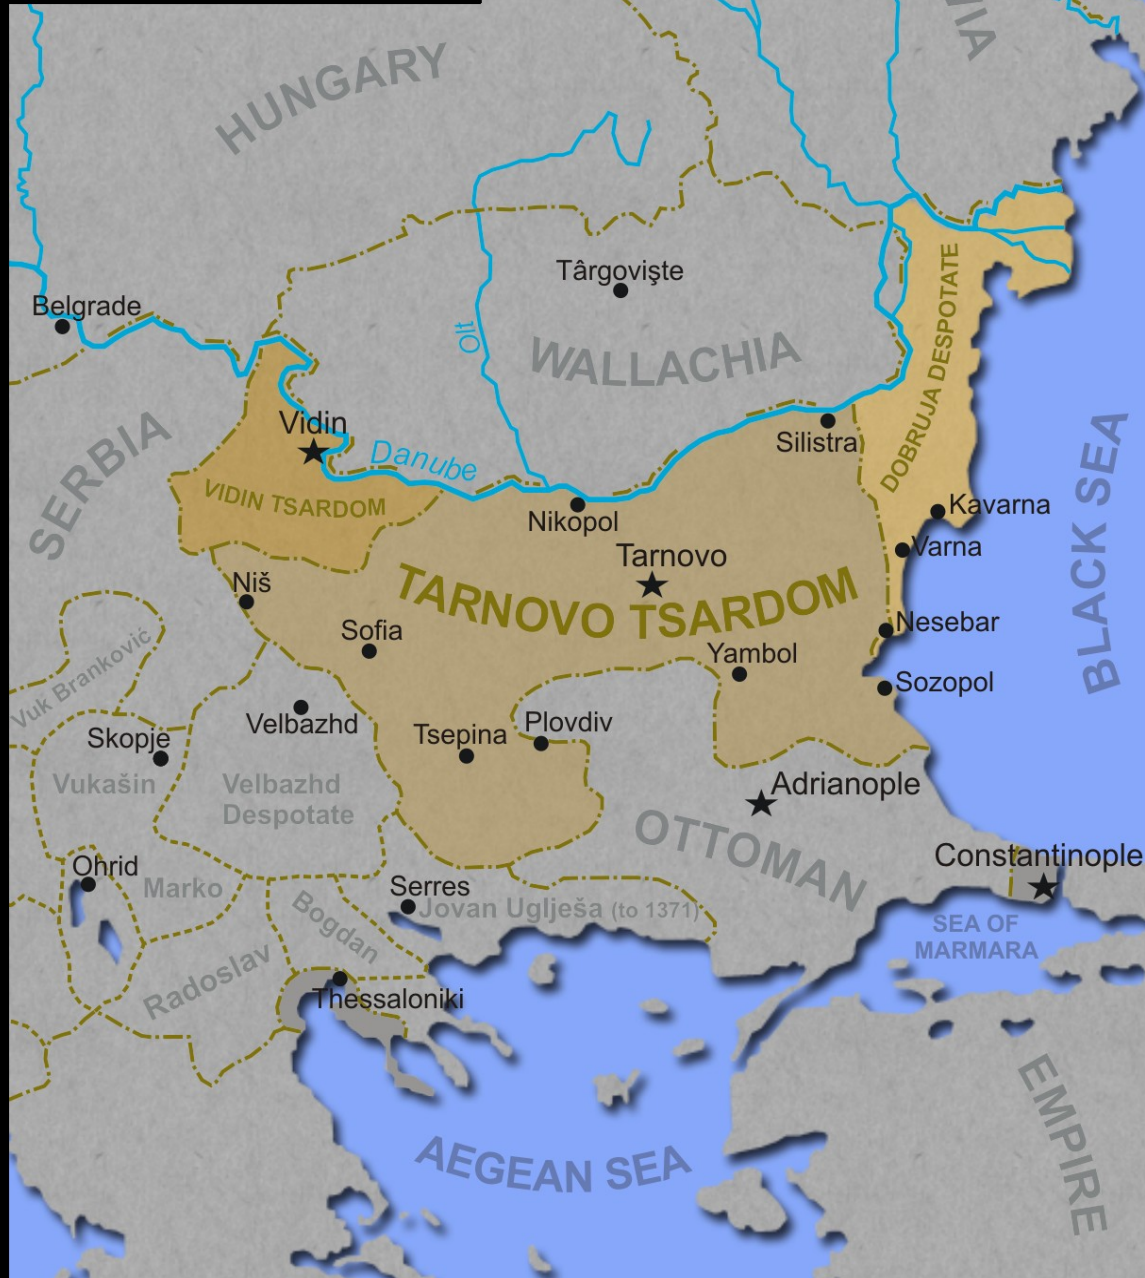 HUNGARY
VIA
Târgovişte
Belgrade
Olt
WALLACHIA
DOBRUJA DESPOTATE
SERBIA
Vidin
Danube
Silistra
BLACK SEA
VIDIN TSARDOM
Nikopol
Kavarna
Varna
Tarnovo
TARNOVO TSARDOM
Niš
Sofia
Nesebar
Yambol
Sozopol
Vuk Branković
Velbazhd
Tsepina
Plovdiv
Skopje
Vukašin
Velbazhd
Despotate
Adrianople
OTTOMAN
Constantinople
Ohrid
Marko
Serres
Bogdan
Jovan Uglješa (to 1371)
SEA OF
MARMARA
Radoslav
Thessaloniki
EMPIRE
AEGEAN SEA